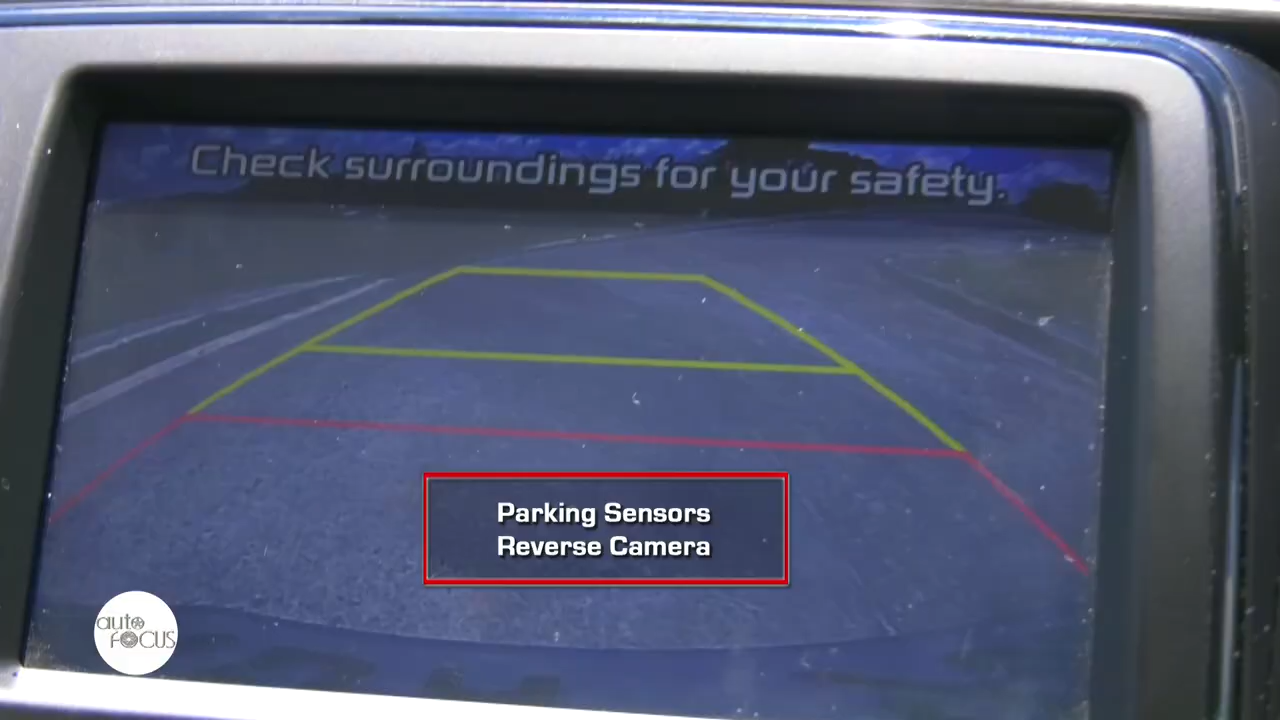 Check surroundings for your safety.
Parking Sensors
Reverse Camera
auto
FOCUS